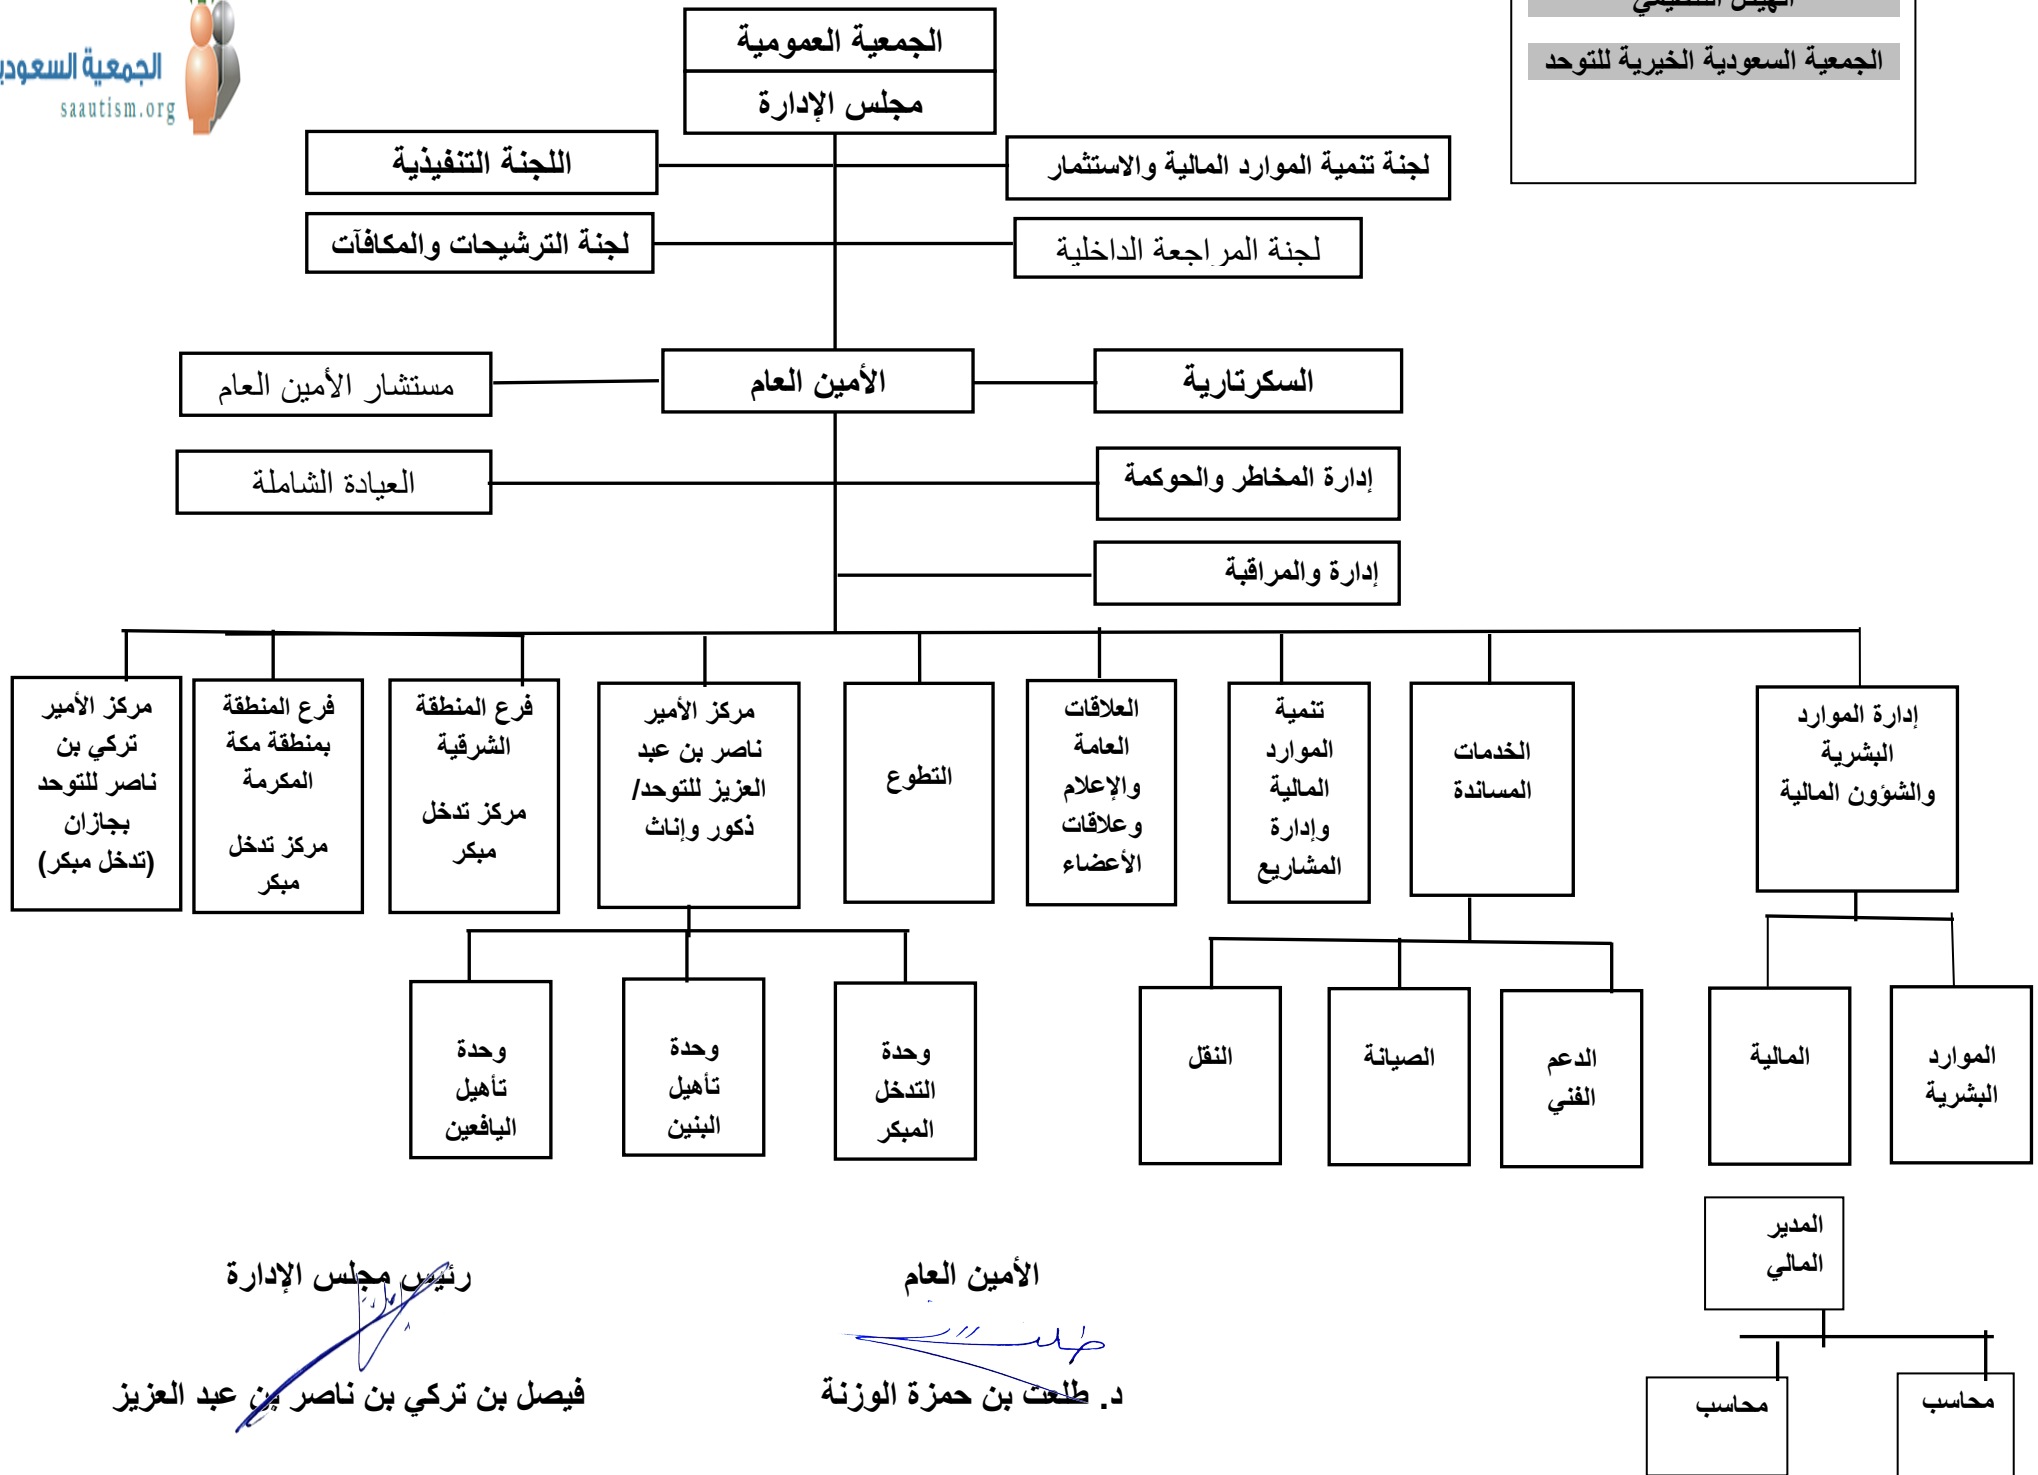 الهيكل التنظيمي
الجمعية السعودية الخيرية للتوحد
saautism.org
الجمعية العمومية
مجلس الإدارة
لجنة تنمية الموارد المالية والاستثمار
اللجنة التنفيذية
لجنة المراجعة الداخلية
لجنة الترشيحات والمكافآت
السكرتارية
الأمين العام
مستشار الأمين العام
إدارة المخاطر والحوكمة
العيادة الشاملة
إدارة والمراقبة
إدارة الموارد
البشرية
والشؤون المالية
الخدمات
المساندة
تنمية
الموارد
المالية
وإدارة
المشاريع
العلاقات
العامة
والإعلام
وعلاقات
الأعضاء
التطوع
مركز الأمير
ناصر بن عبد
العزيز للتوحد/
ذكور وإناث
فرع المنطقة
الشرقية
مركز تدخل
مبكر
فرع المنطقة
بمنطقة مكة
المكرمة
مركز تدخل
مبكر
مركز الأمير
تركي بن
ناصر للتوحد
بجازان
(تدخل مبكر)
الموارد
البشرية
المالية
الدعم
الفني
الصيانة
النقل
وحدة
التدخل
المبكر
وحدة
تأهيل
البنين
وحدة
تأهيل
اليافعين
المدير
المالي
محاسب
محاسب
الأمين العام
د. طلعت بن حمزة الوزنة
رئيس مجلس الإدارة
فيصل بن تركي بن ناصر بن عبد العزيز